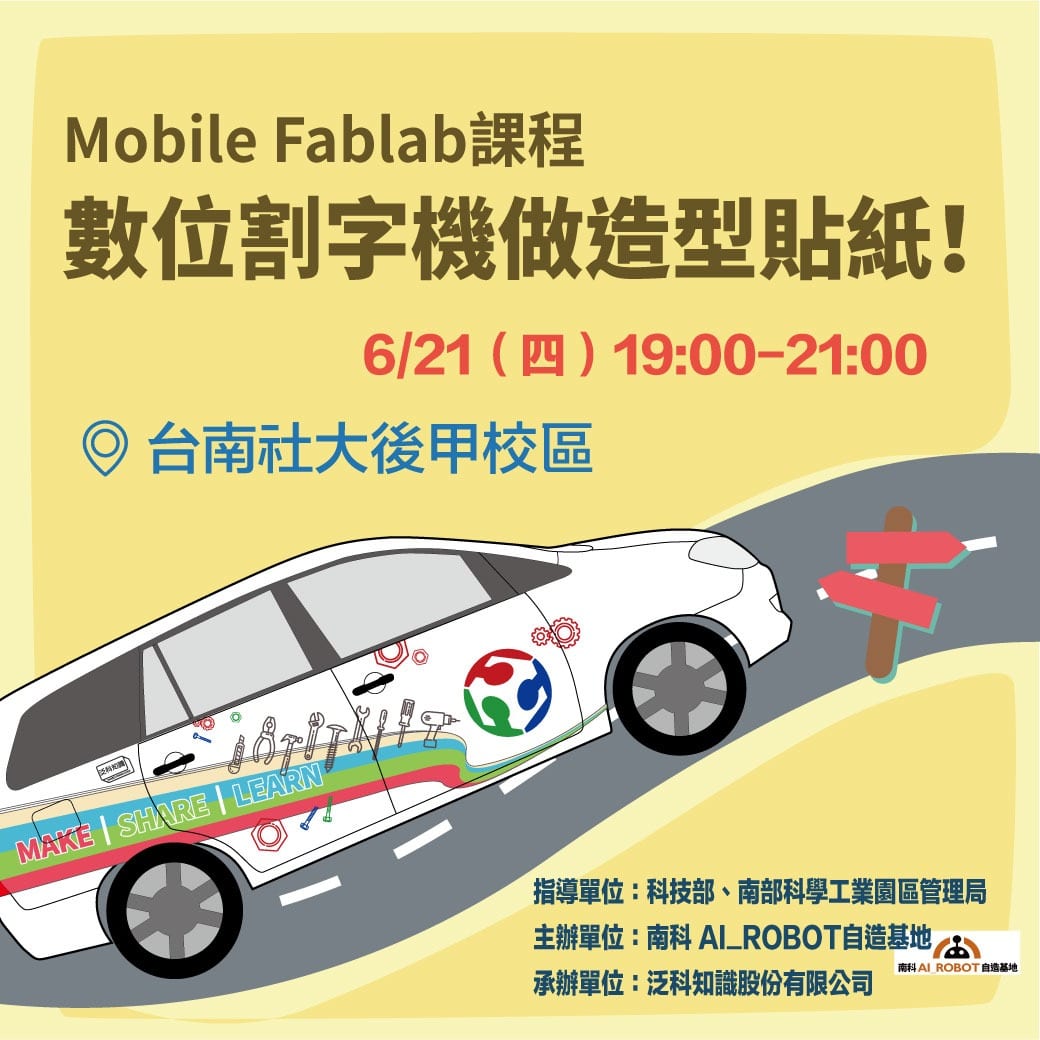 Mobile Fablab課程
數位割字機做造型貼紙!
6/21（四）19:00-21:00
台南社大後甲校區
泛科知識
MAKE | SHARE | LEARN
指導單位：科技部、南部科學工業園區管理局
主辦單位：南科 AI_ROBOT自造基地
南科 AI_ROBOT 自造基地
承辦單位：泛科知識股份有限公司